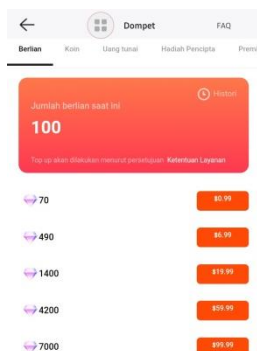 Dompet
FAQ
Berlian Koin Uang tunai Hadiah Pencipta Prem
Histori
Jumlah berlian saat ini
100
Top up akan dilakukan menurut persetujuan Ketentuan Layanan
70 $0.99
490 $6.99
1400 $19.99
4200 $59.99
7000 $99.99